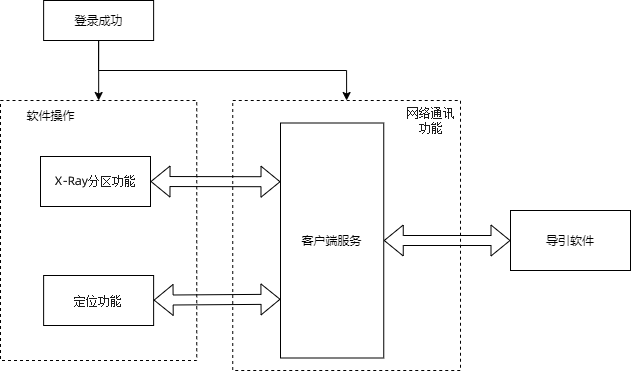 登录成功
软件操作
网络通讯
功能
X-Ray分区功能
客户端服务
导引软件
定位功能